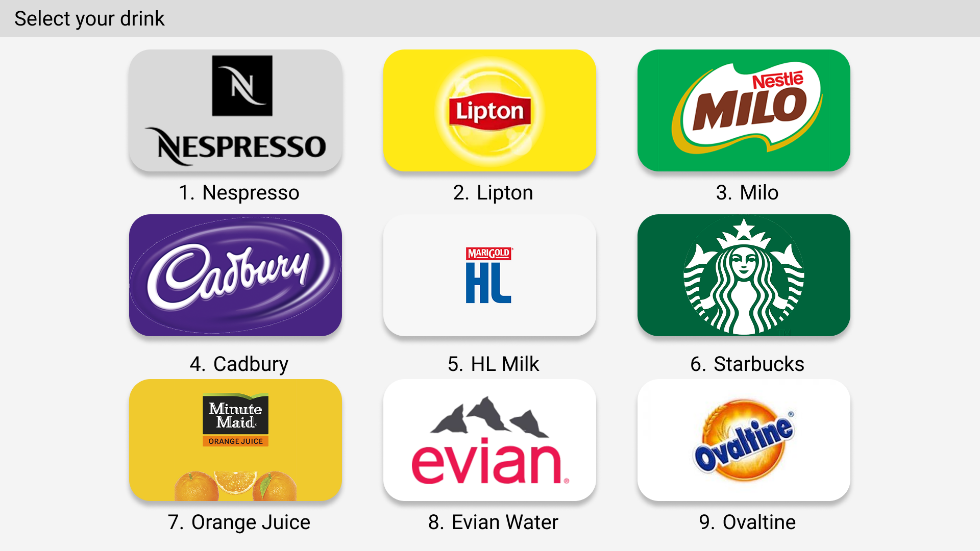 Select your drink
N
NESPRESSO
Lipton
Nestlé
MILO
1. Nespresso
2. Lipton
3. Milo
Cadbury
MARIGOLD
HL
4. Cadbury
5. HL Milk
6. Starbucks
Minute
Maid
ORANGE JUICE
evian®
Ovaltine®
7. Orange Juice
8. Evian Water
9. Ovaltine